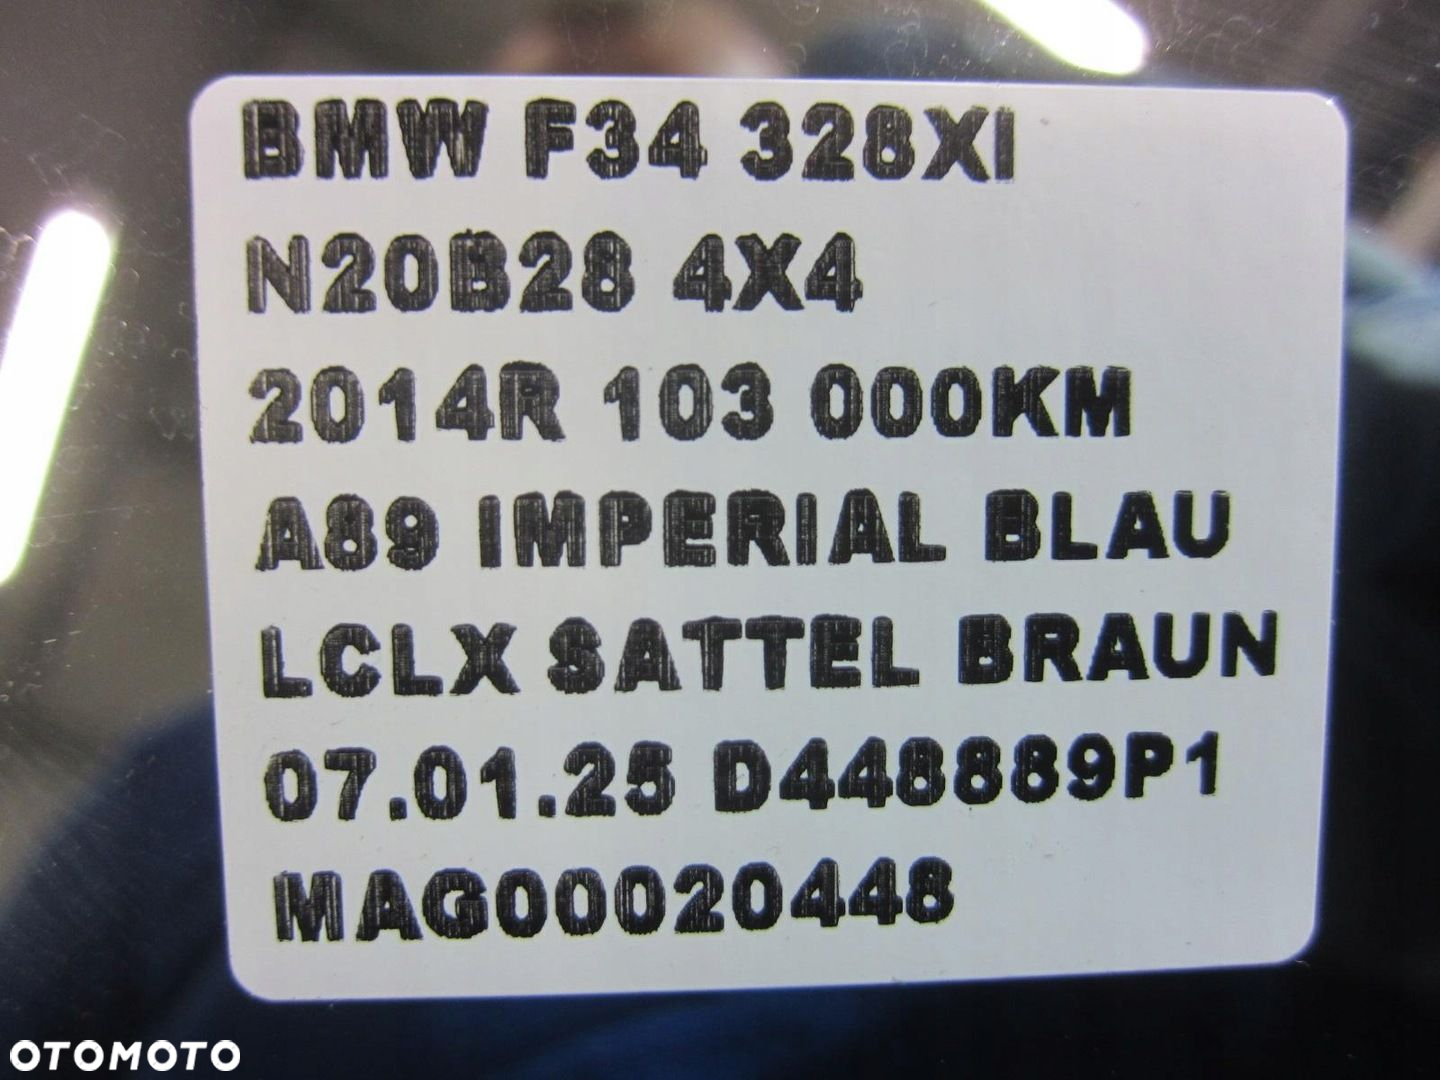 BMW F34 328XI
N20B28 4X4
2014R 103 000KM
A89 IMPERIAL BLAU
LCLX SATTEL BRAUN
07.01.25 D448889P1
MAG00020448
OTOMOTO